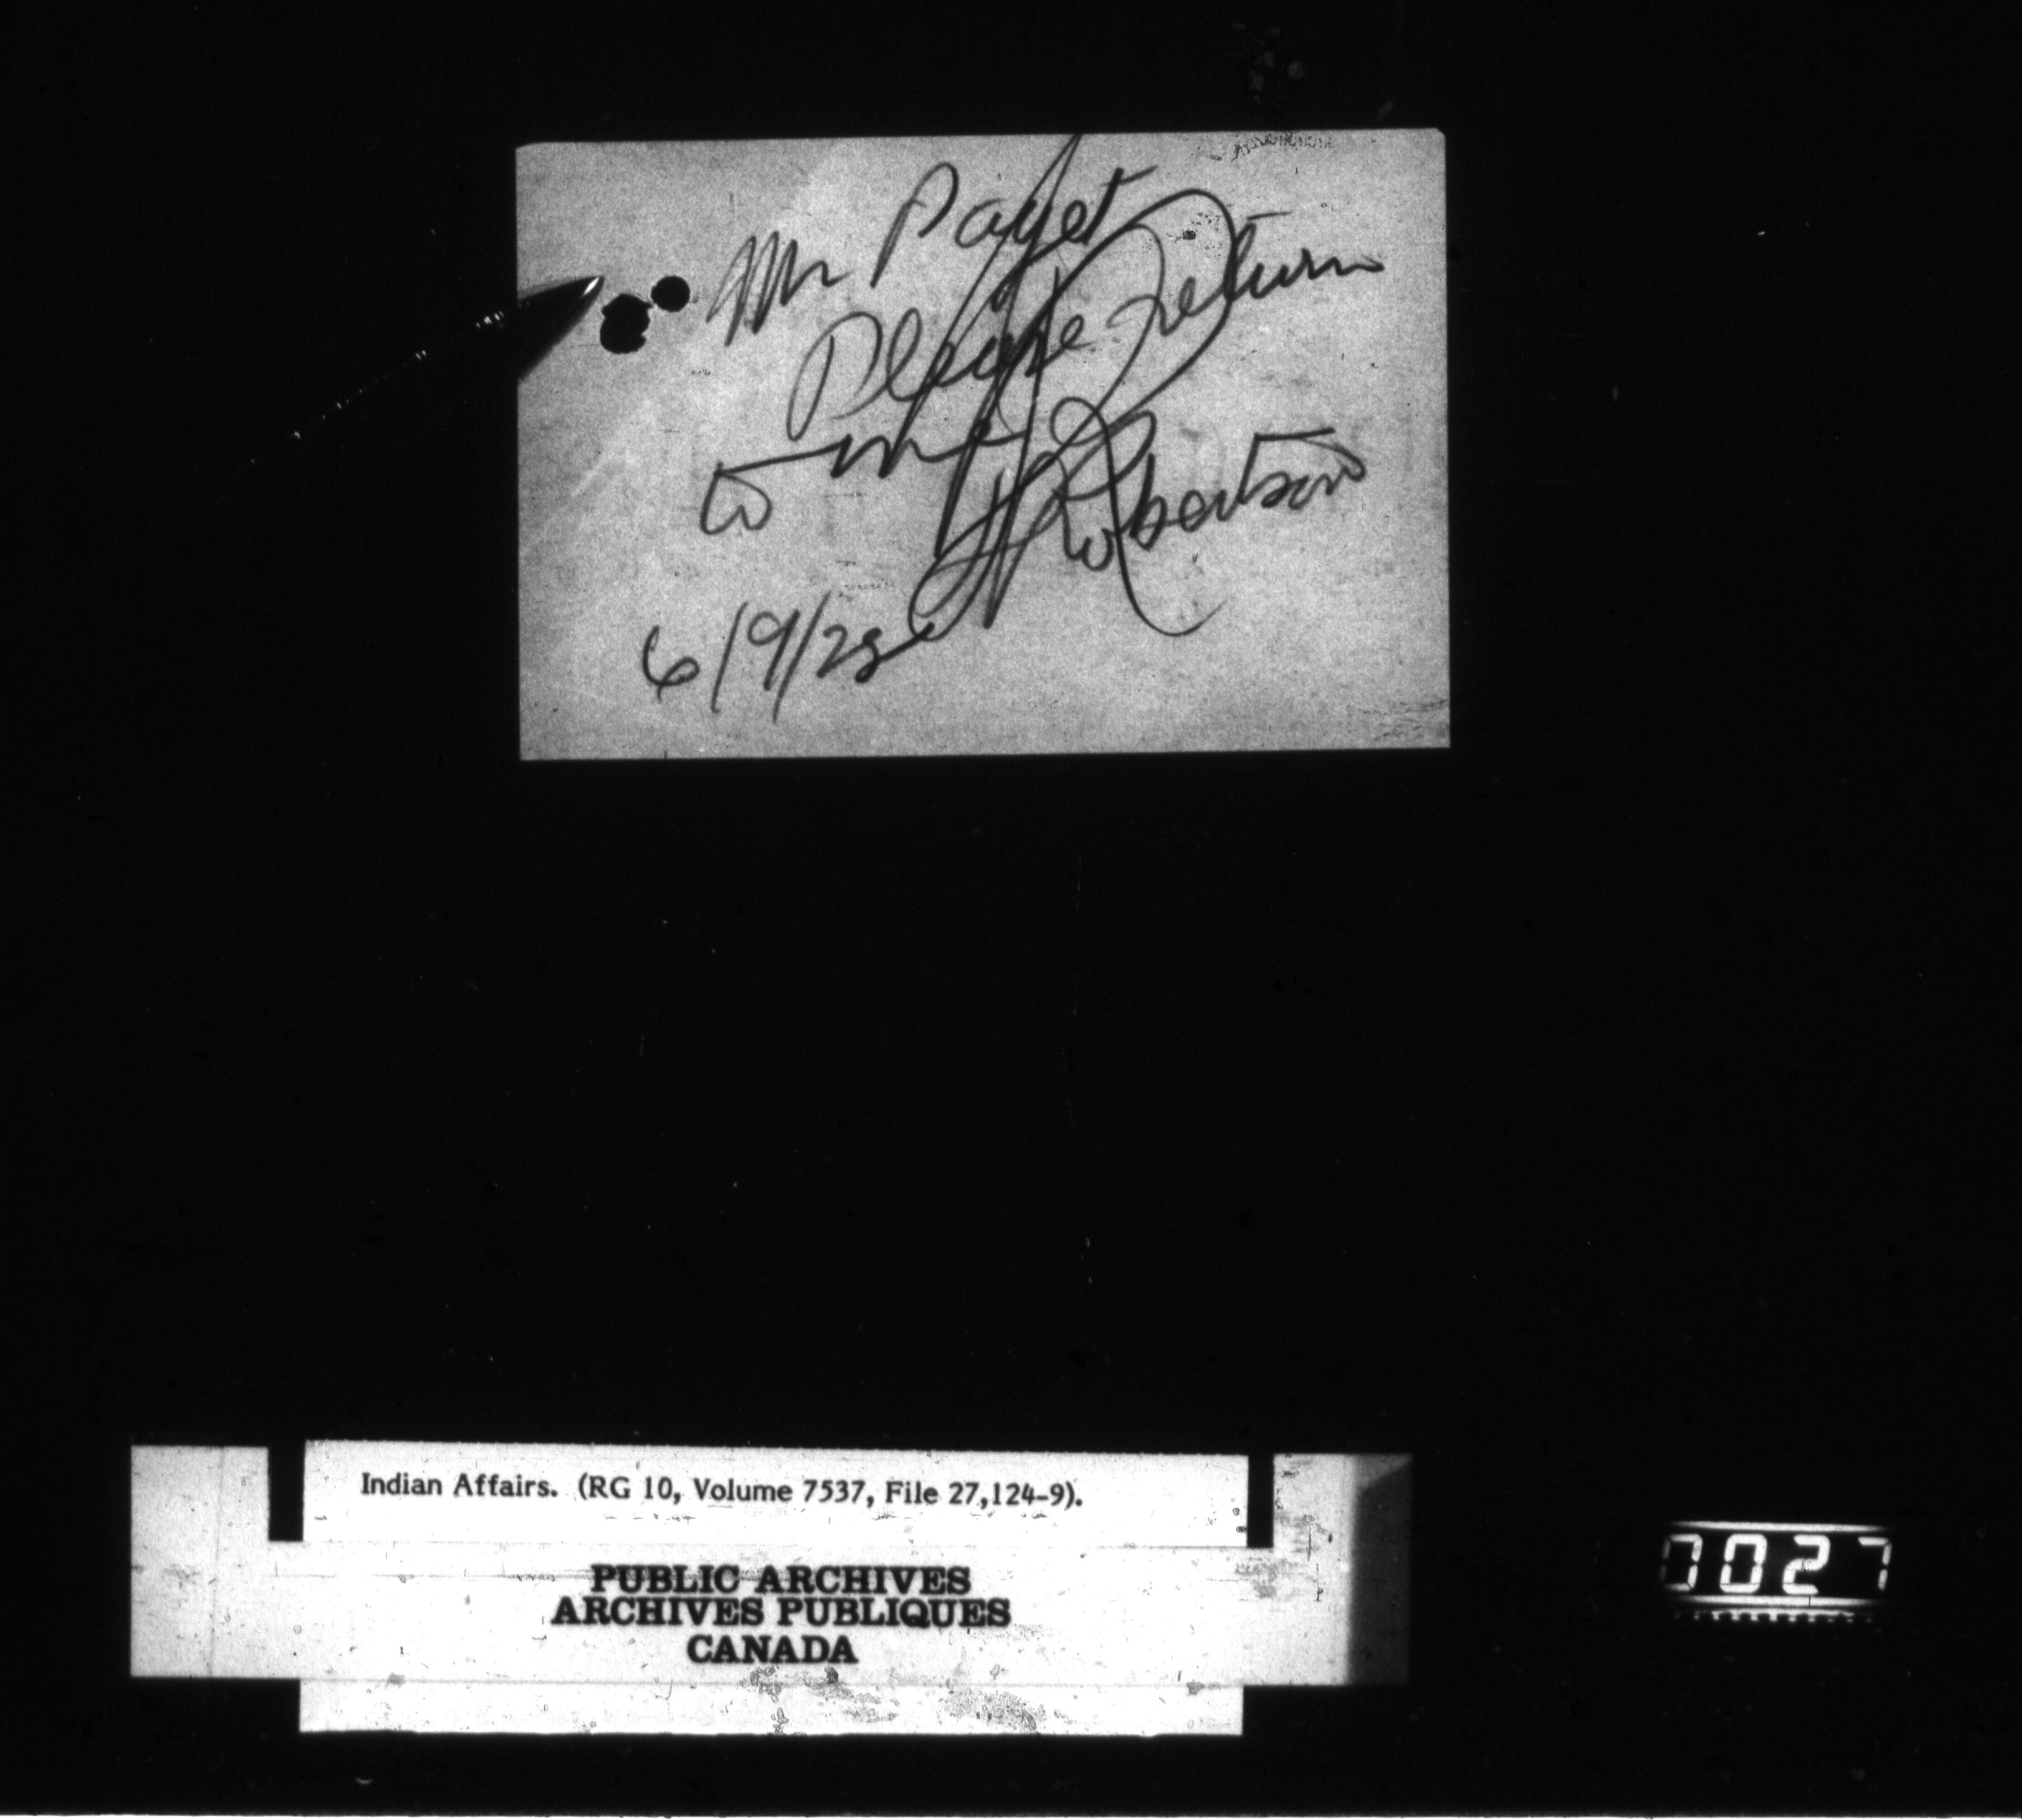 Mr Paget
Please return
to me
Robertson
6/9/28
Indian Affairs. (RG 10, Volume 7537, File 27,124-9).
PUBLIC ARCHIVES
ARCHIVES PUBLIQUES
CANADA
0027